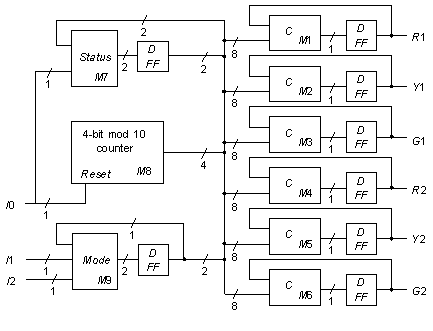 2
C
M1
8
1
D
FF
R1
Status
M7
2
D
FF
2
1
C
M2
8
1
D
FF
Y1
4-bit mod 10
counter
Reset
M8
4
C
M3
8
1
D
FF
G1
I0
1
C
M4
8
1
D
FF
R2
1
I1
I2
1
1
Mode
M9
2
D
FF
2
C
M5
8
1
D
FF
Y2
C
M6
8
1
D
FF
G2